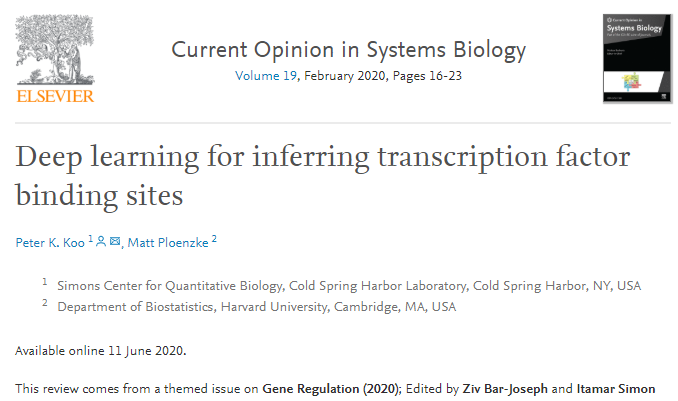 ELSEVIER
Current Opinion in Systems Biology
Volume 19, February 2020, Pages 16-23
Systems Biology
Deep learning for inferring transcription factor
binding sites
Peter K. Koo 1, Matt Ploenzke 2
1 Simons Center for Quantitative Biology, Cold Spring Harbor Laboratory, Cold Spring Harbor, NY, USA
2 Department of Biostatistics, Harvard University, Cambridge, MA, USA
Available online 11 June 2020.
This review comes from a themed issue on Gene Regulation (2020); Edited by Ziv Bar-Joseph and Itamar Simon